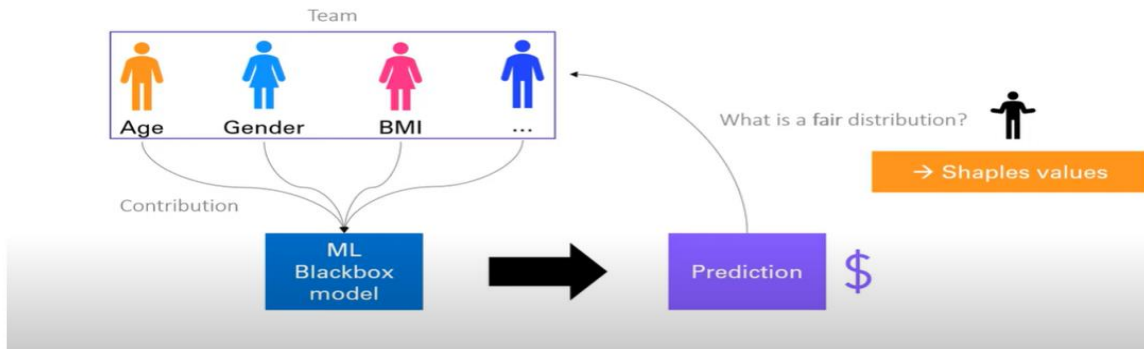 Team
Age Gender BMI ...
What is a fair distribution?
→ Shaples values
Contribution
ML
Blackbox
model
Prediction
$